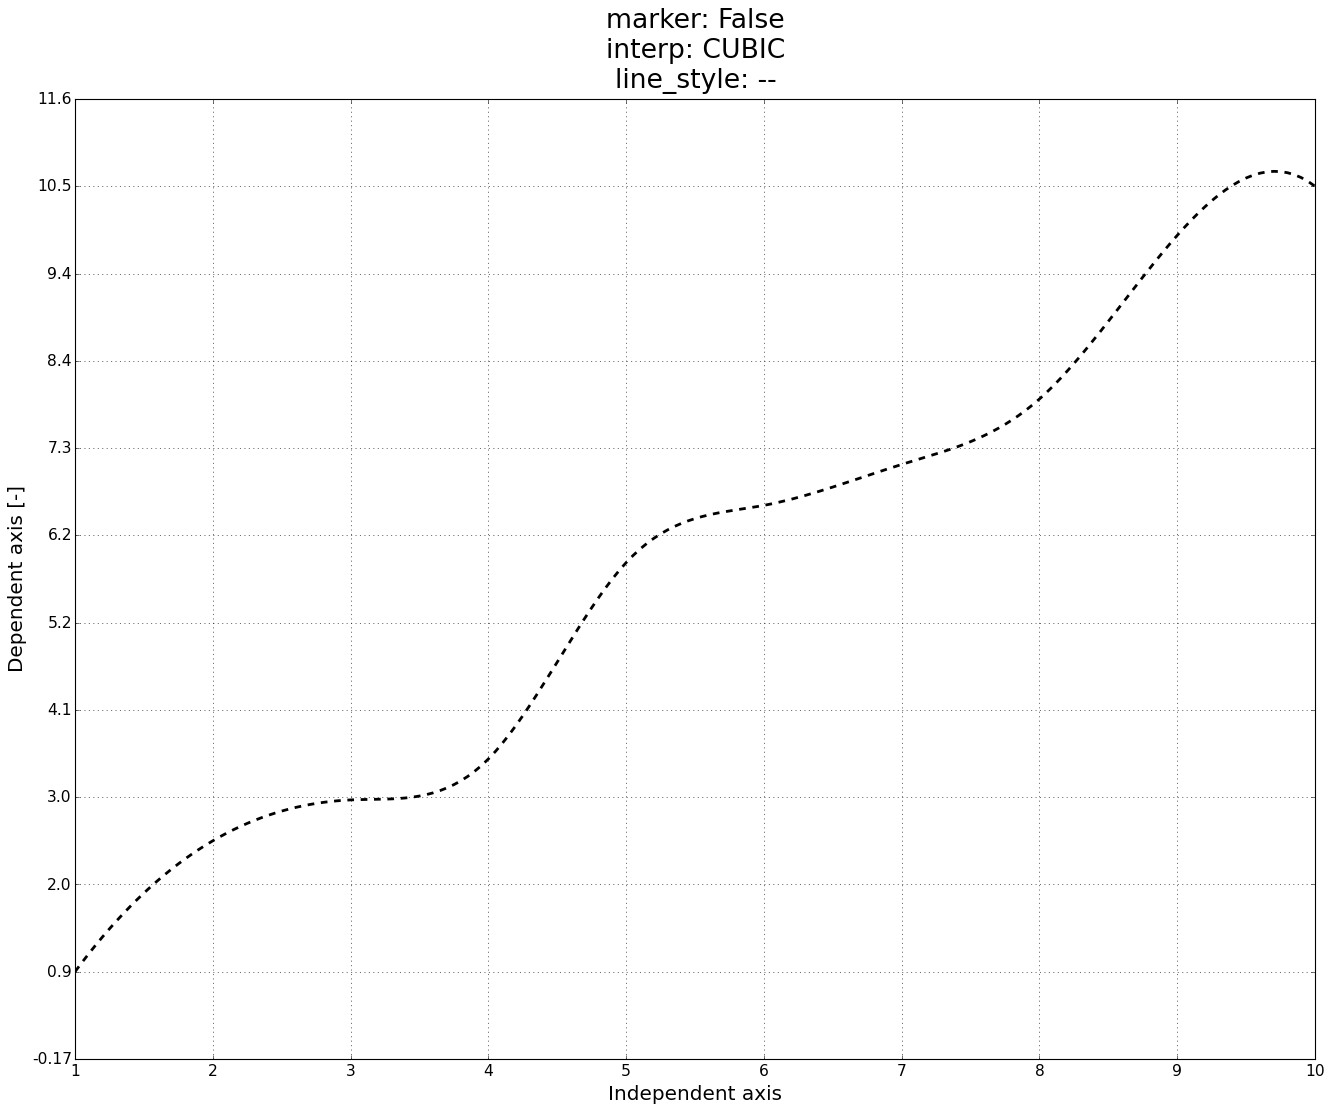 marker: False
interp: CUBIC
line_style: --
11.6
10.5
9.4
8.4
7.3
6.2
5.2
4.1
3.0
2.0
0.9
-0.17
Dependent axis [-]
1 2 3 4 5 6 7 8 9 10
Independent axis